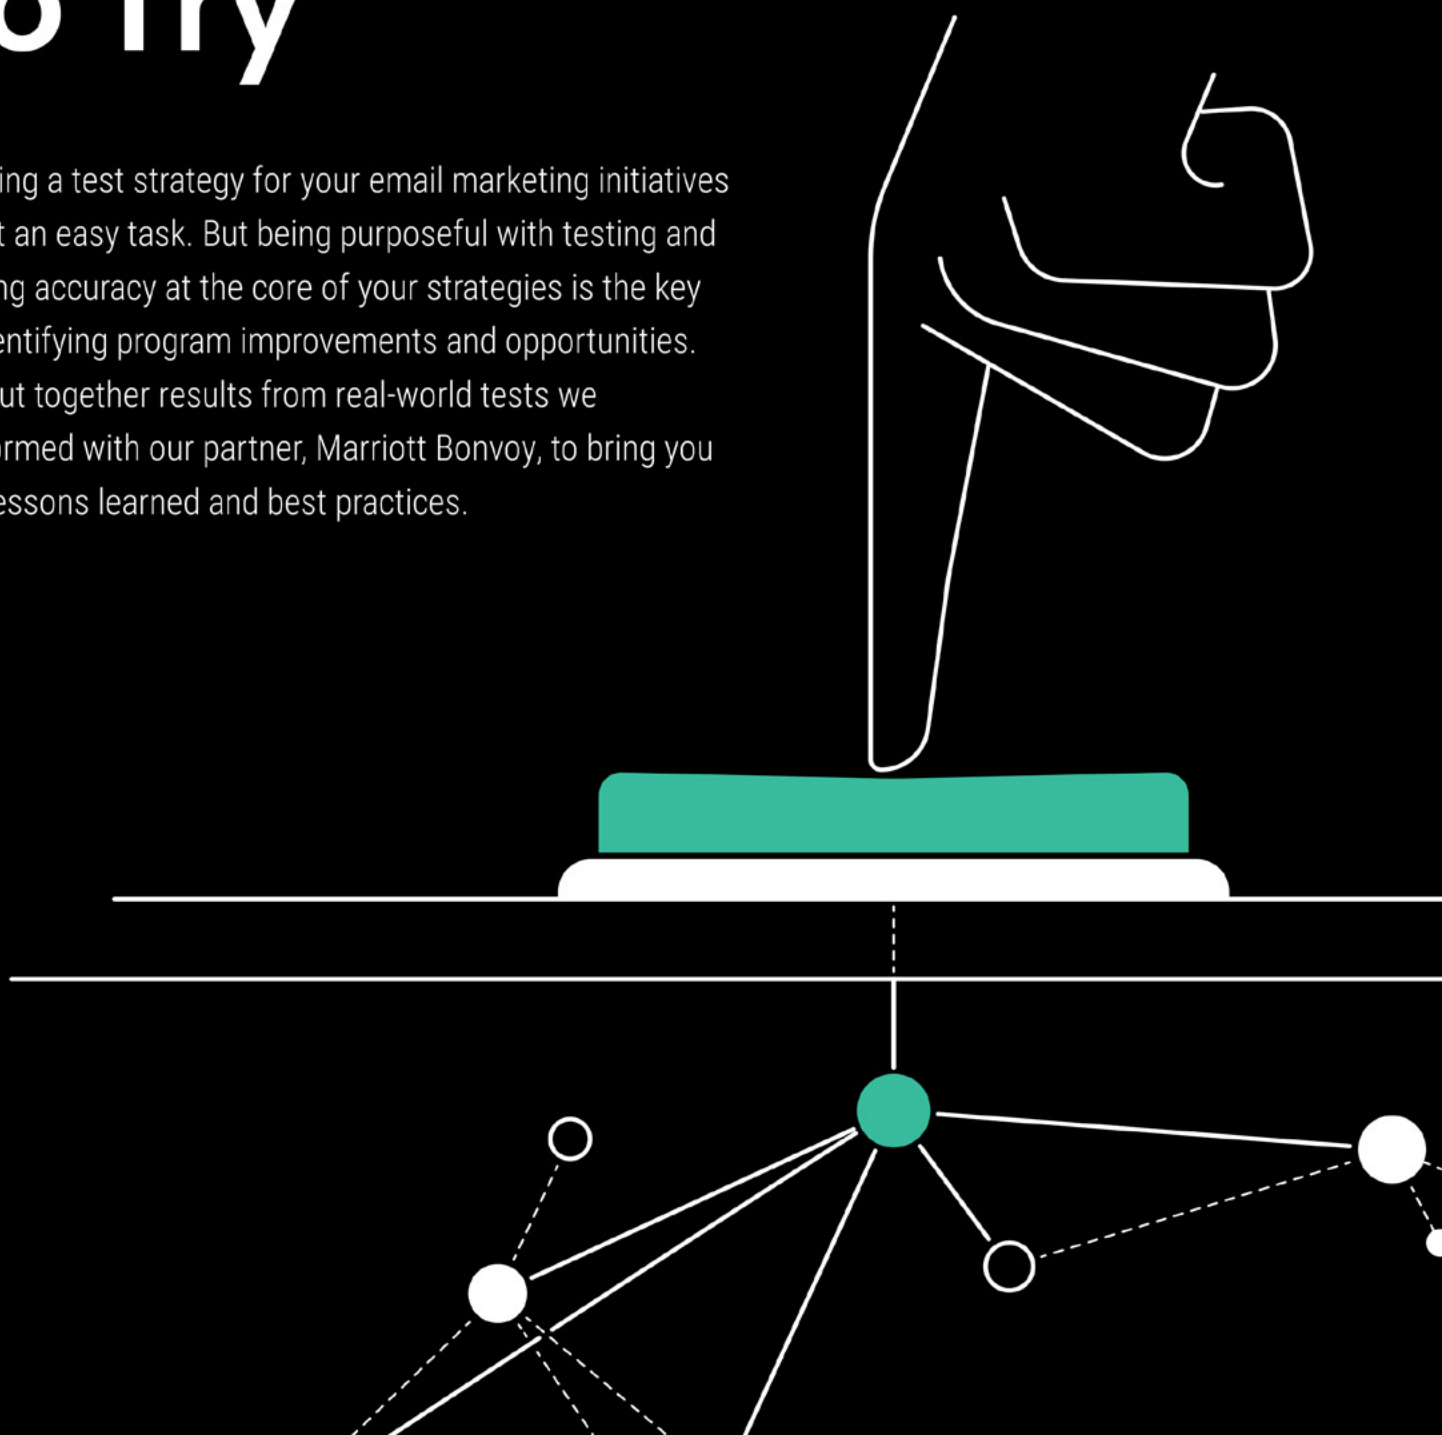 o Try
ing a test strategy for your email marketing initiatives
t an easy task. But being purposeful with testing and
ng accuracy at the core of your strategies is the key
entifying program improvements and opportunities.
ut together results from real-world tests we
ormed with our partner, Marriott Bonvoy, to bring you
essons learned and best practices.